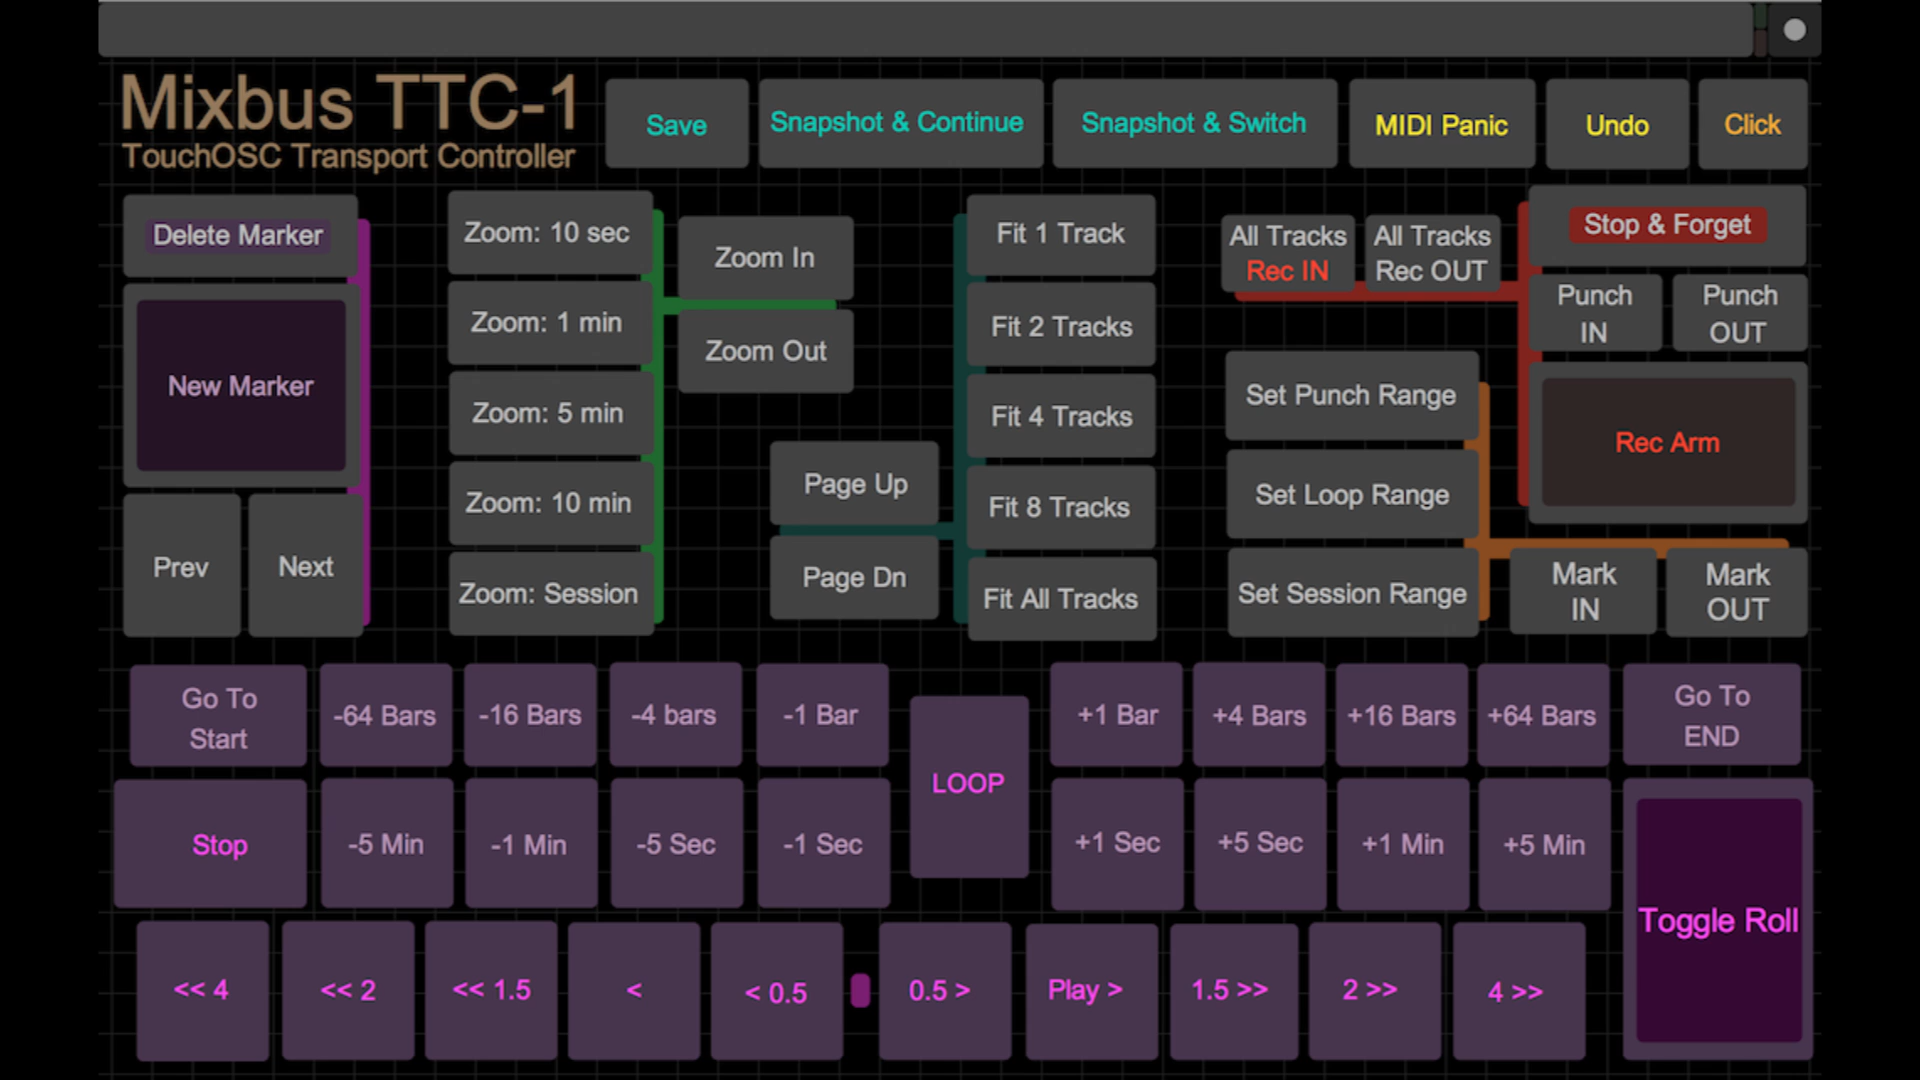 Mixbus TTC-1
TouchOSC Transport Controller
Save
Snapshot & Continue
Snapshot & Switch
MIDI Panic
Undo
Click
Delete Marker
New Marker
Prev
Next
Zoom: 10 sec
Zoom: 1 min
Zoom: 5 min
Zoom: 10 min
Zoom: Session
Zoom In
Zoom Out
Page Up
Page Dn
Fit 1 Track
Fit 2 Tracks
Fit 4 Tracks
Fit 8 Tracks
Fit All Tracks
All Tracks
Rec IN
All Tracks
Rec OUT
Stop & Forget
Punch
IN
Punch
OUT
Rec Arm
Set Punch Range
Set Loop Range
Set Session Range
Mark
IN
Mark
OUT
Go To
Start
-64 Bars
-16 Bars
-4 bars
-1 Bar
LOOP
+1 Bar
+4 Bars
+16 Bars
+64 Bars
Go To
END
Stop
-5 Min
-1 Min
-5 Sec
-1 Sec
+1 Sec
+5 Sec
+1 Min
+5 Min
Toggle Roll
<< 4
<< 2
<< 1.5
<
< 0.5
0.5 >
Play >
1.5 >>
2 >>
4 >>